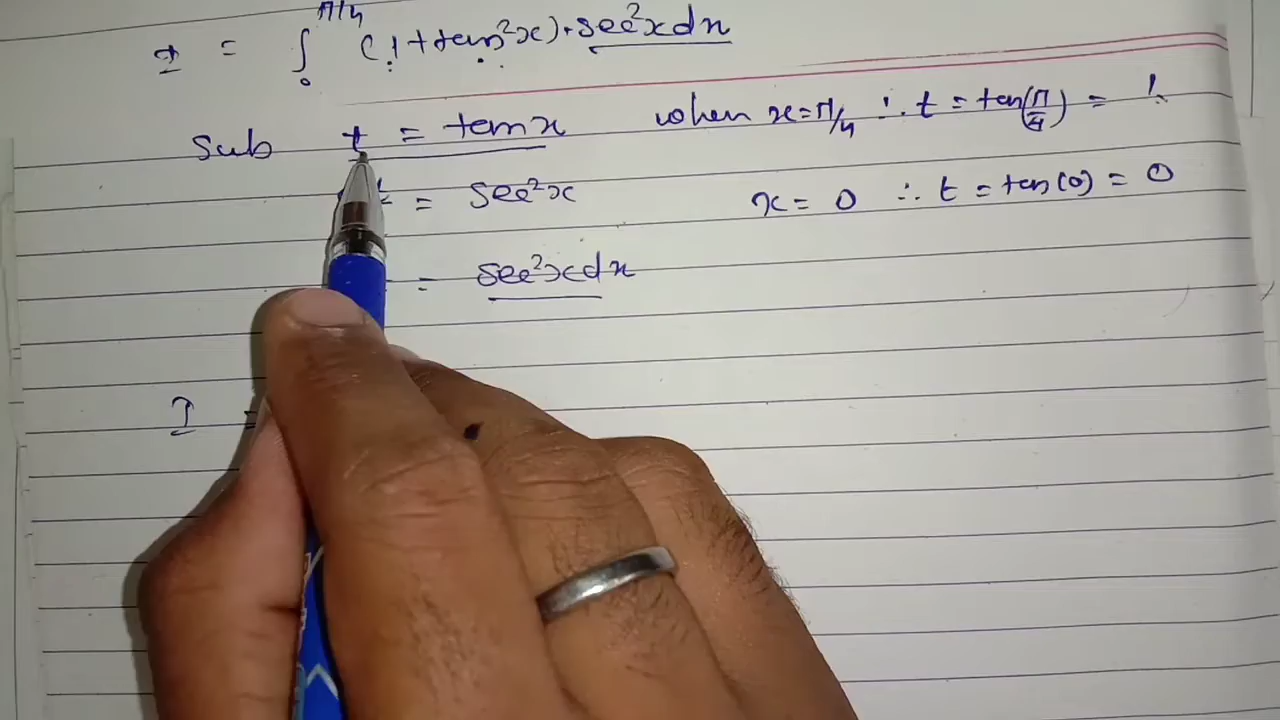 I = ∫₀^π/4 (1 + tan²x) · sec²x dx
Sub t = tan x when x = π/4 ∴ t = tan(π/4) = 1
= sec²x x = 0 ∴ t = tan(0) = 0
= sec²x dx
I =